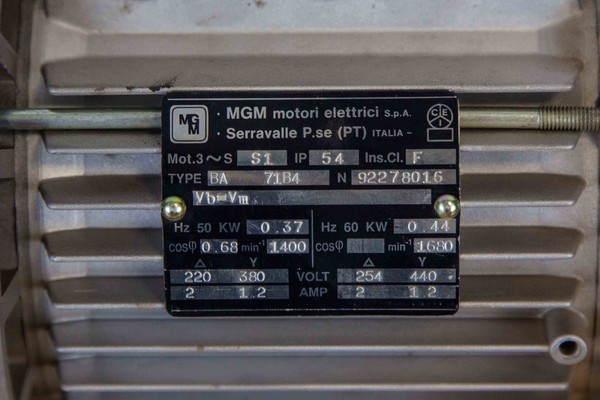 MGM
· MGM motori elettrici S.p.A.
· Serravalle P.se (PT) ITALIA -
CEI
Mot.3~S S1 IP 54 Ins.Cl. F
TYPE BA 71B4 N 92278016
Vb=Vm
Hz 50 KW 0.37 Hz 60 KW 0.44
cosφ 0.68 min-1 1400 cosφ min-1 1680
△ Y △ Y
220 380 VOLT 254 440
2 1.2 AMP 2 1.2